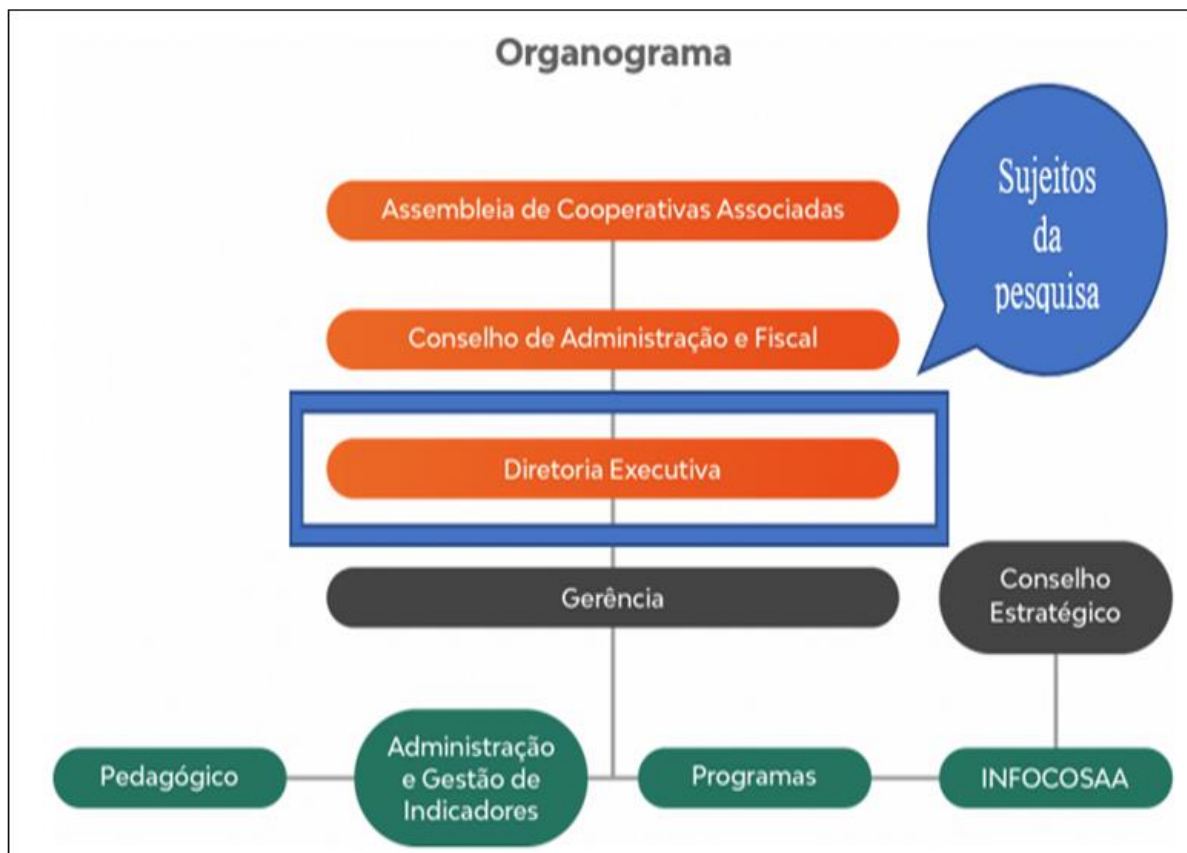 Organograma
Sujeitos
da
pesquisa
Assembleia de Cooperativas Associadas
Conselho de Administração e Fiscal
Diretoria Executiva
Gerência
Conselho
Estratégico
Pedagógico
Administração
e Gestão de
Indicadores
Programas
INFOCOSAA